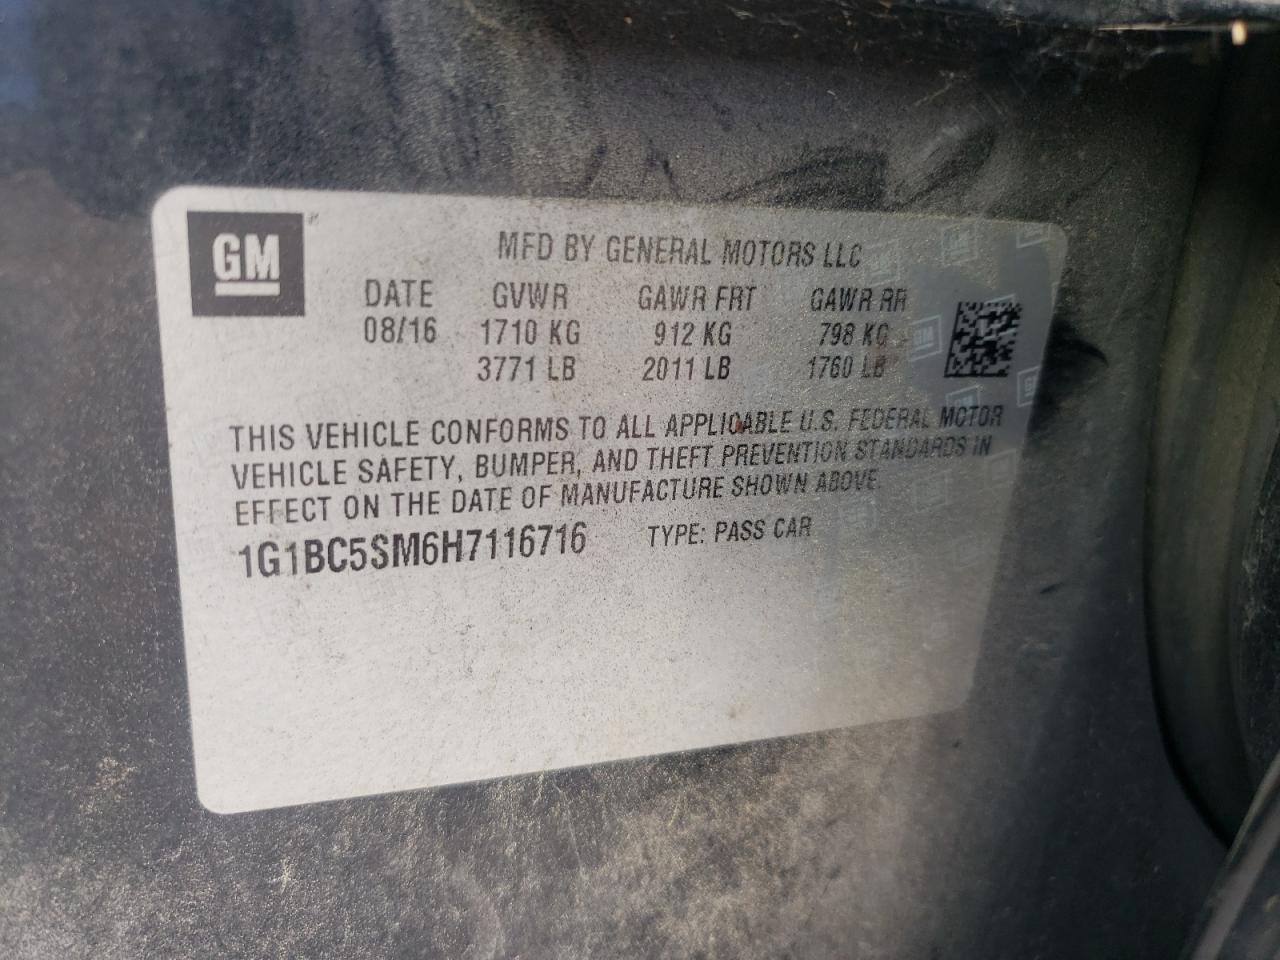 GM
MFD BY GENERAL MOTORS LLC
DATE GVWR GAWR FRT GAWR RR
08/16 1710 KG 912 KG 798 KG
3771 LB 2011 LB 1760 LB
THIS VEHICLE CONFORMS TO ALL APPLICABLE U.S. FEDERAL MOTOR
VEHICLE SAFETY, BUMPER, AND THEFT PREVENTION STANDARDS IN
EFFECT ON THE DATE OF MANUFACTURE SHOWN ABOVE.
1G1BC5SM6H7116716 TYPE: PASS CAR